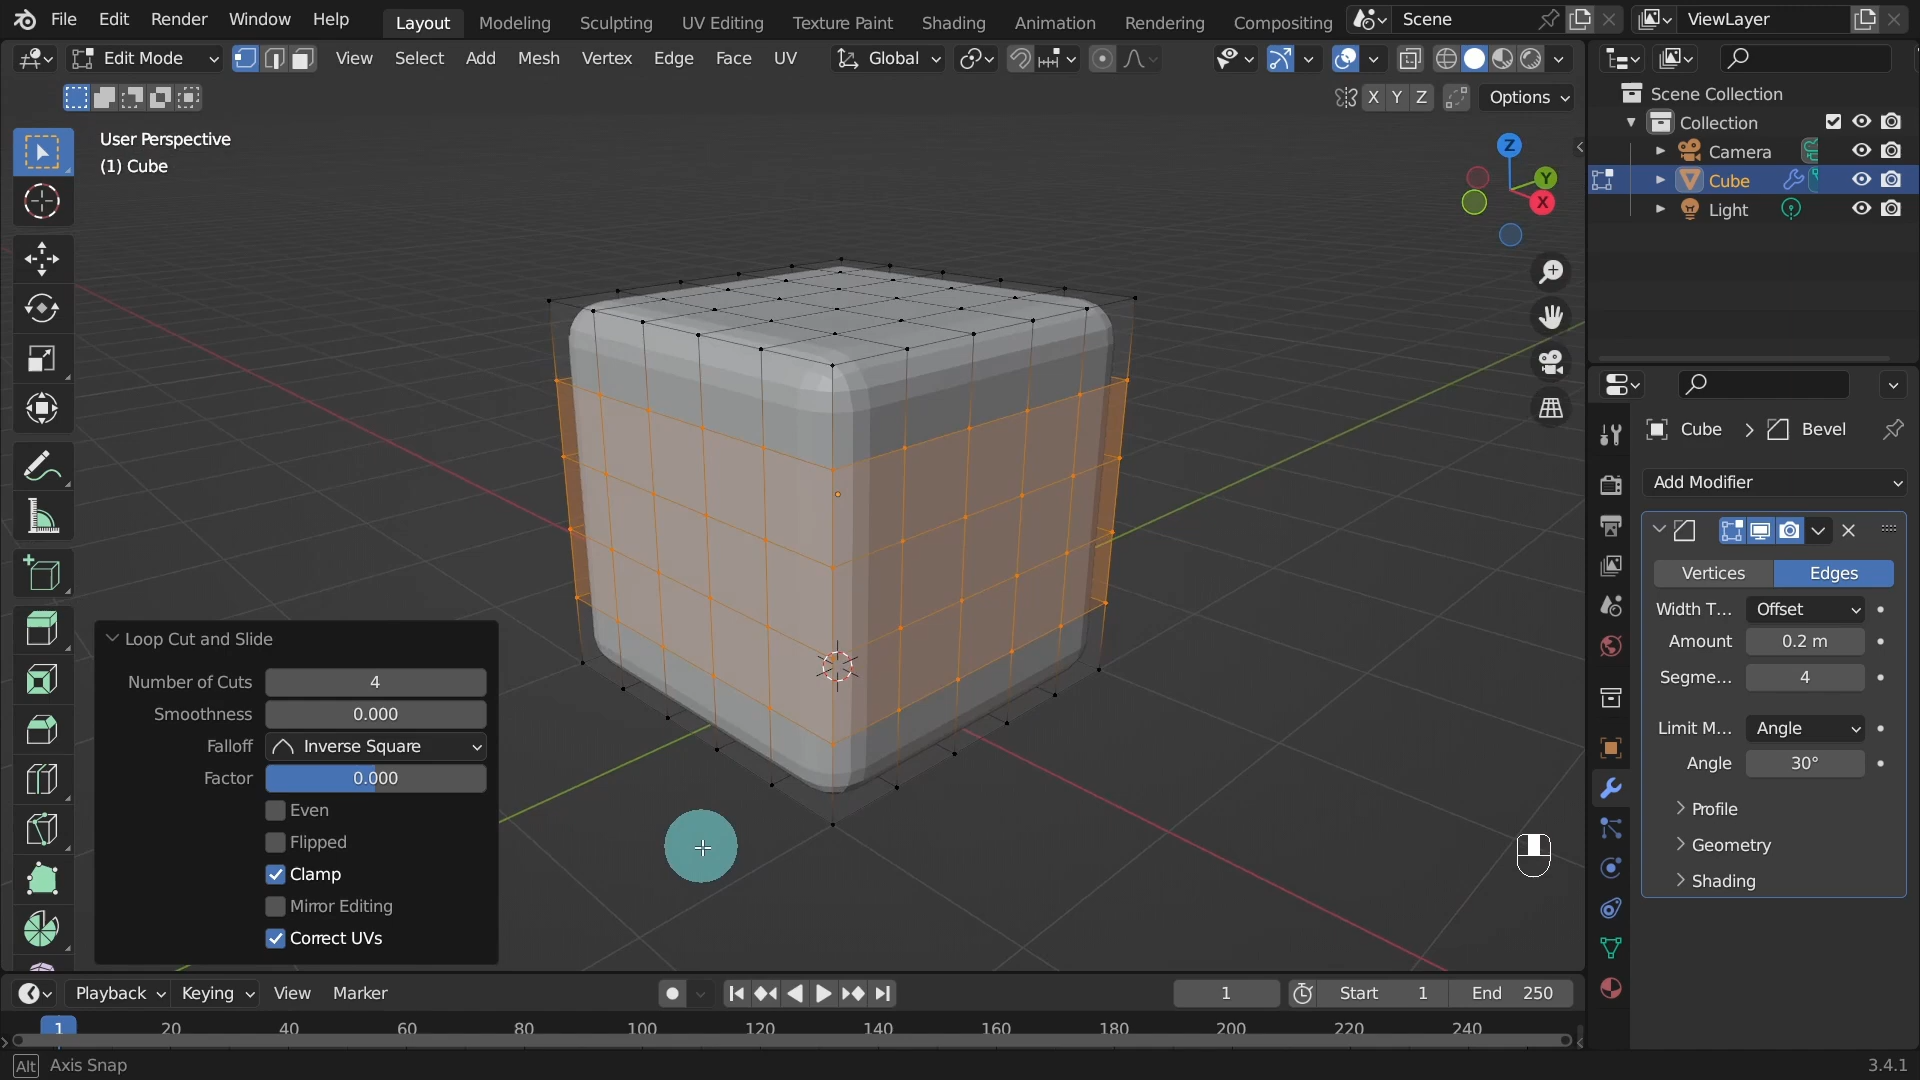 File Edit Render Window Help Layout Modeling Sculpting UV Editing Texture Paint Shading Animation Rendering Compositing Scene ViewLayer
Edit Mode View Select Add Mesh Vertex Edge Face UV Global
X Y Z Options
User Perspective
(1) Cube
Z
Y
X
Scene Collection
Collection
Camera
Cube
Light
Cube > Bevel
Add Modifier
Vertices Edges
Width T... Offset
Amount 0.2 m
Segme... 4
Limit M... Angle
Angle 30°
Profile
Geometry
Shading
Loop Cut and Slide
Number of Cuts 4
Smoothness 0.000
Falloff Inverse Square
Factor 0.000
Even
Flipped
Clamp
Mirror Editing
Correct UVs
Playback Keying View Marker 1 Start 1 End 250
1 20 40 60 80 100 120 140 160 180 200 220 240
Alt Axis Snap 3.4.1